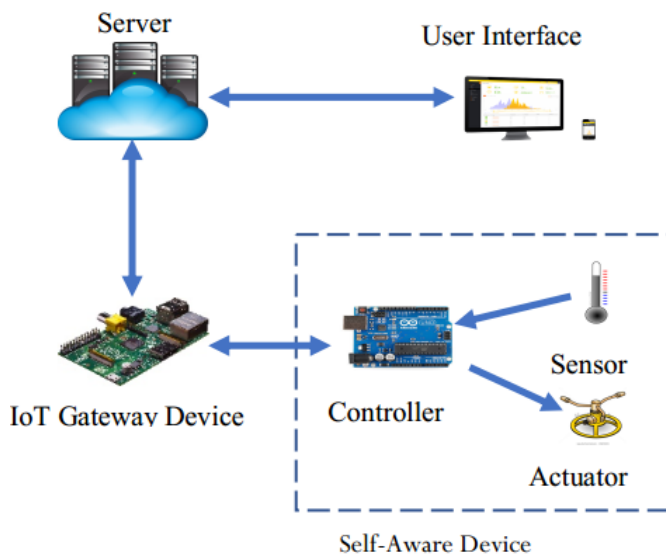 Server
User Interface
IoT Gateway Device
Controller
Sensor
Actuator
Self-Aware Device